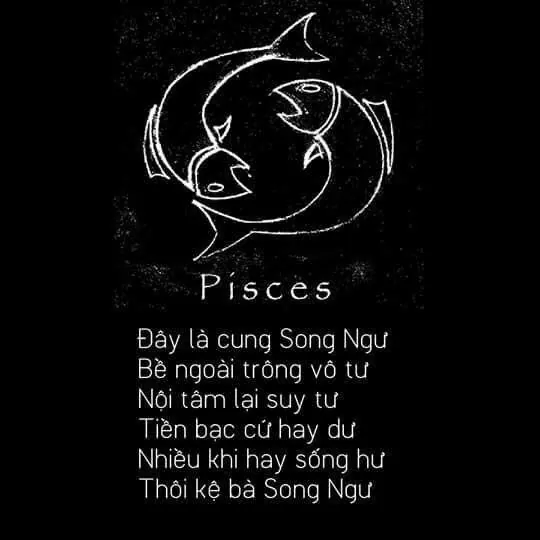 Pisces
Đây là cung Song Ngư
Bề ngoài trông vô tư
Nội tâm lại suy tư
Tiền bạc cứ hay dư
Nhiều khi hay sống hư
Thôi kệ bà Song Ngư